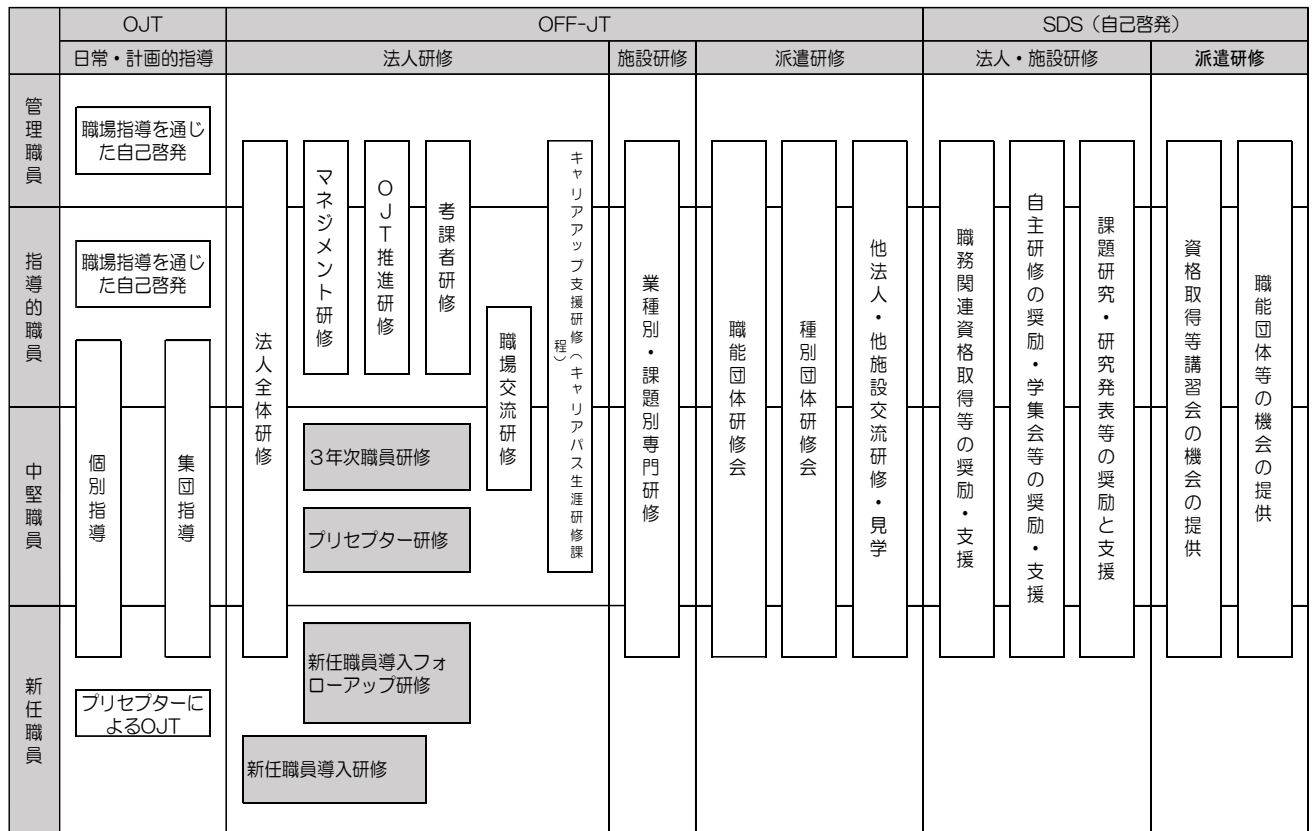 OJT
OFF-JT
SDS（自己啓発）
日常・計画的指導
法人研修
施設研修
派遣研修
法人・施設研修
派遣研修
管理職員
職場指導を通じ
た自己啓発
指導的職員
職場指導を通じ
た自己啓発
中堅職員
個別指導
集団指導
新任職員
プリセプターに
よるOJT
法人全体研修
マネジメント研修
OJT推進研修
考課者研修
職場交流研修
キャリアアップ支援研修（キャリアパス生涯研修課
程）
3年次職員研修
プリセプター研修
新任職員導入フォ
ローアップ研修
新任職員導入研修
業種別・課題別専門研修
職能団体研修会
種別団体研修会
他法人・他施設交流研修・見学
職務関連資格取得等の奨励・支援
自主研修の奨励・学集会等の奨励・支援
課題研究・研究発表等の奨励と支援
資格取得等講習会の機会の提供
職能団体等の機会の提供